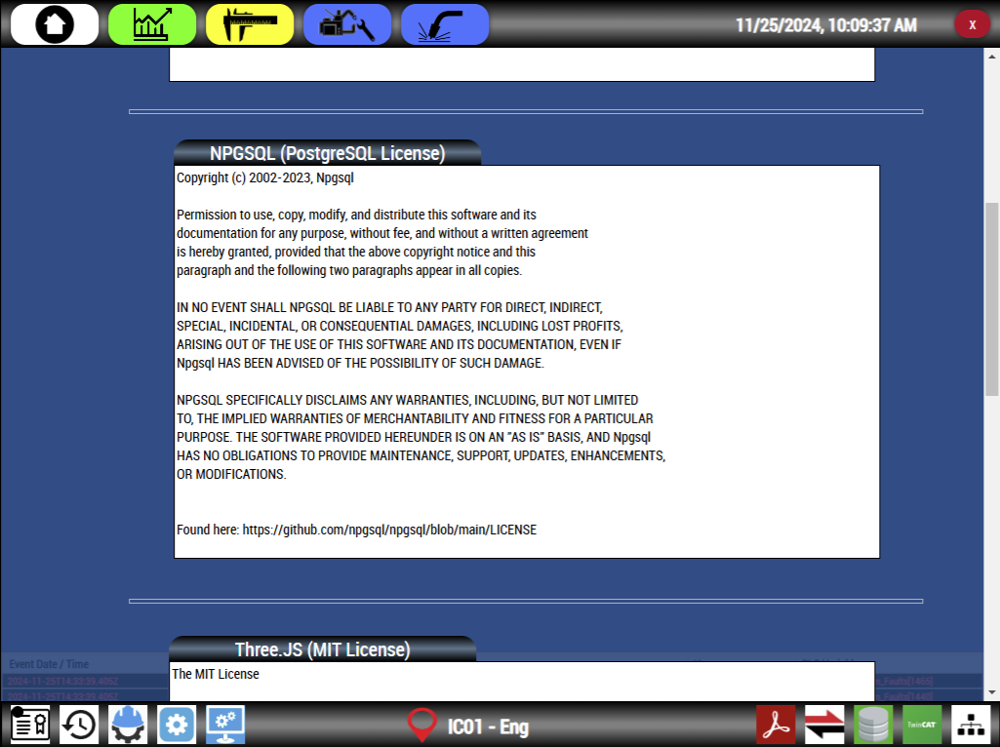 11/25/2024, 10:09:37 AM
X
NPGSQL (PostgreSQL License)
Copyright (c) 2002-2023, Npgsql
Permission to use, copy, modify, and distribute this software and its
documentation for any purpose, without fee, and without a written agreement
is hereby granted, provided that the above copyright notice and this
paragraph and the following two paragraphs appear in all copies.
IN NO EVENT SHALL NPGSQL BE LIABLE TO ANY PARTY FOR DIRECT, INDIRECT,
SPECIAL, INCIDENTAL, OR CONSEQUENTIAL DAMAGES, INCLUDING LOST PROFITS,
ARISING OUT OF THE USE OF THIS SOFTWARE AND ITS DOCUMENTATION, EVEN IF
Npgsql HAS BEEN ADVISED OF THE POSSIBILITY OF SUCH DAMAGE.
NPGSQL SPECIFICALLY DISCLAIMS ANY WARRANTIES, INCLUDING, BUT NOT LIMITED
TO, THE IMPLIED WARRANTIES OF MERCHANTABILITY AND FITNESS FOR A PARTICULAR
PURPOSE. THE SOFTWARE PROVIDED HEREUNDER IS ON AN "AS IS" BASIS, AND Npgsql
HAS NO OBLIGATIONS TO PROVIDE MAINTENANCE, SUPPORT, UPDATES, ENHANCEMENTS,
OR MODIFICATIONS.
Found here: https://github.com/npgsql/npgsql/blob/main/LICENSE
Three.JS (MIT License)
The MIT License
Event Date / Time
2024-11-25T14:33:39.405Z
IC01 - Eng
TwinCAT